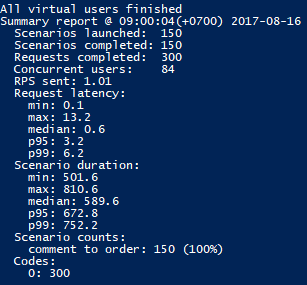 All virtual users finished
Summary report @ 09:00:04(+0700) 2017-08-16
Scenarios launched: 150
Scenarios completed: 150
Requests completed: 300
Concurrent users: 84
RPS sent: 1.01
Request latency:
min: 0.1
max: 13.2
median: 0.6
p95: 3.2
p99: 6.2
Scenario duration:
min: 501.6
max: 810.6
median: 589.6
p95: 672.8
p99: 752.2
Scenario counts:
comment to order: 150 (100%)
Codes:
0: 300